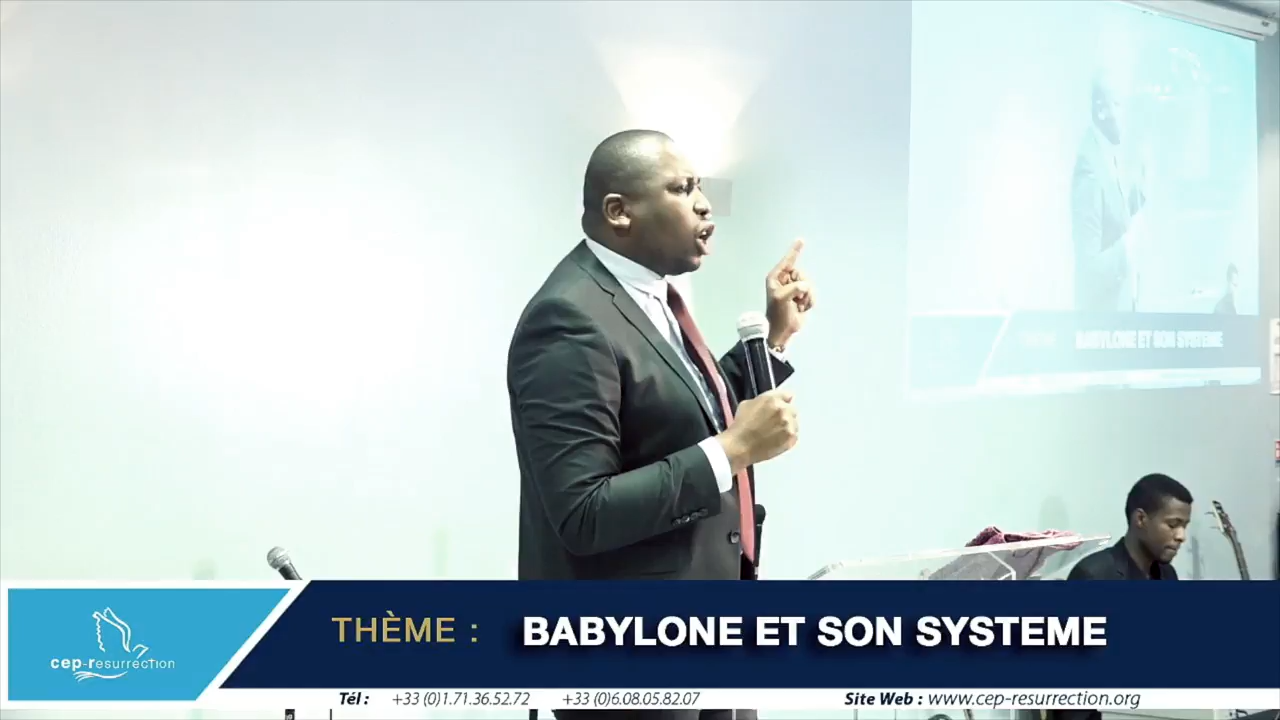 BABYLONE ET SON SYSTEME
THÈME : BABYLONE ET SON SYSTEME
cep-resurrection
Tél : +33 (0)1.71.36.52.72 +33 (0)6.08.05.82.07 Site Web : www.cep-resurrection.org